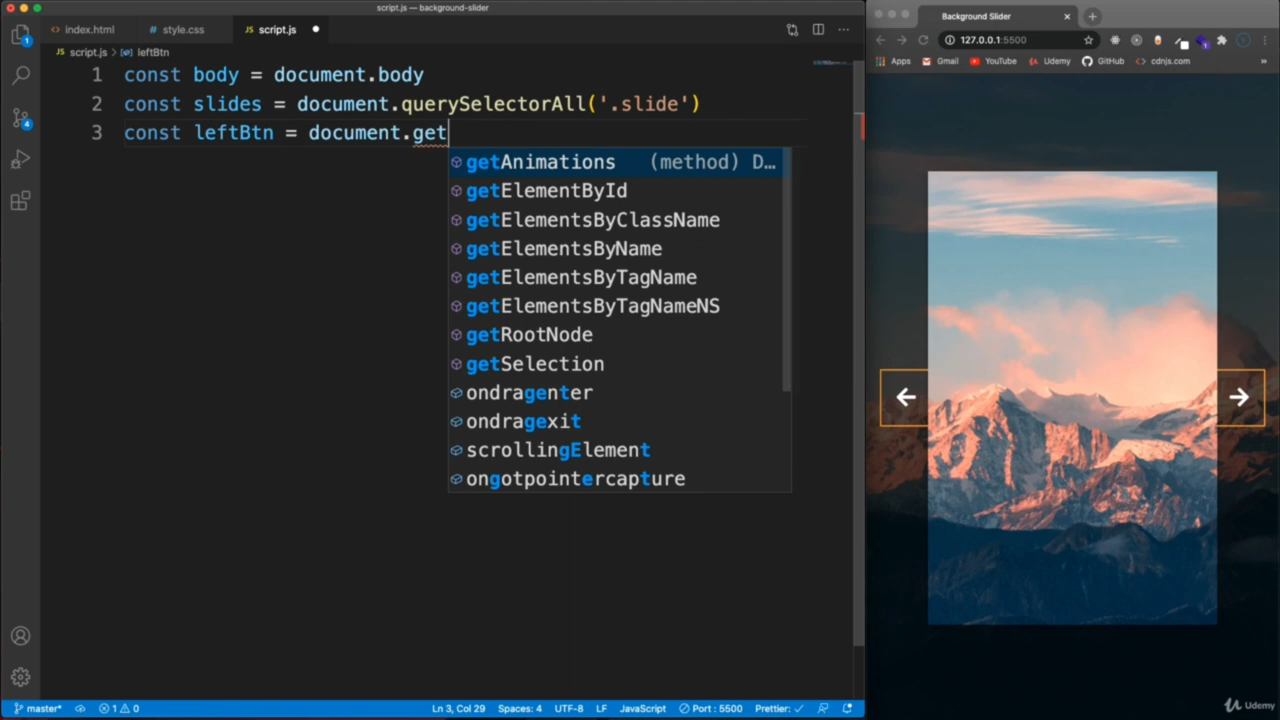 script.js — background-slider
index.html
style.css
script.js
script.js > leftBtn
1 const body = document.body
2 const slides = document.querySelectorAll('.slide')
3 const leftBtn = document.get
getAnimations (method) D…
getElementById
getElementsByClassName
getElementsByName
getElementsByTagName
getElementsByTagNameNS
getRootNode
getSelection
ondragenter
ondragexit
scrollingElement
ongotpointercapture
1
4
master* 1 0 Ln 3, Col 29 Spaces: 4 UTF-8 LF JavaScript Port : 5500 Prettier: ✓
Background Slider
127.0.0.1:5500
Apps Gmail YouTube Udemy GitHub cdnjs.com »
Udemy